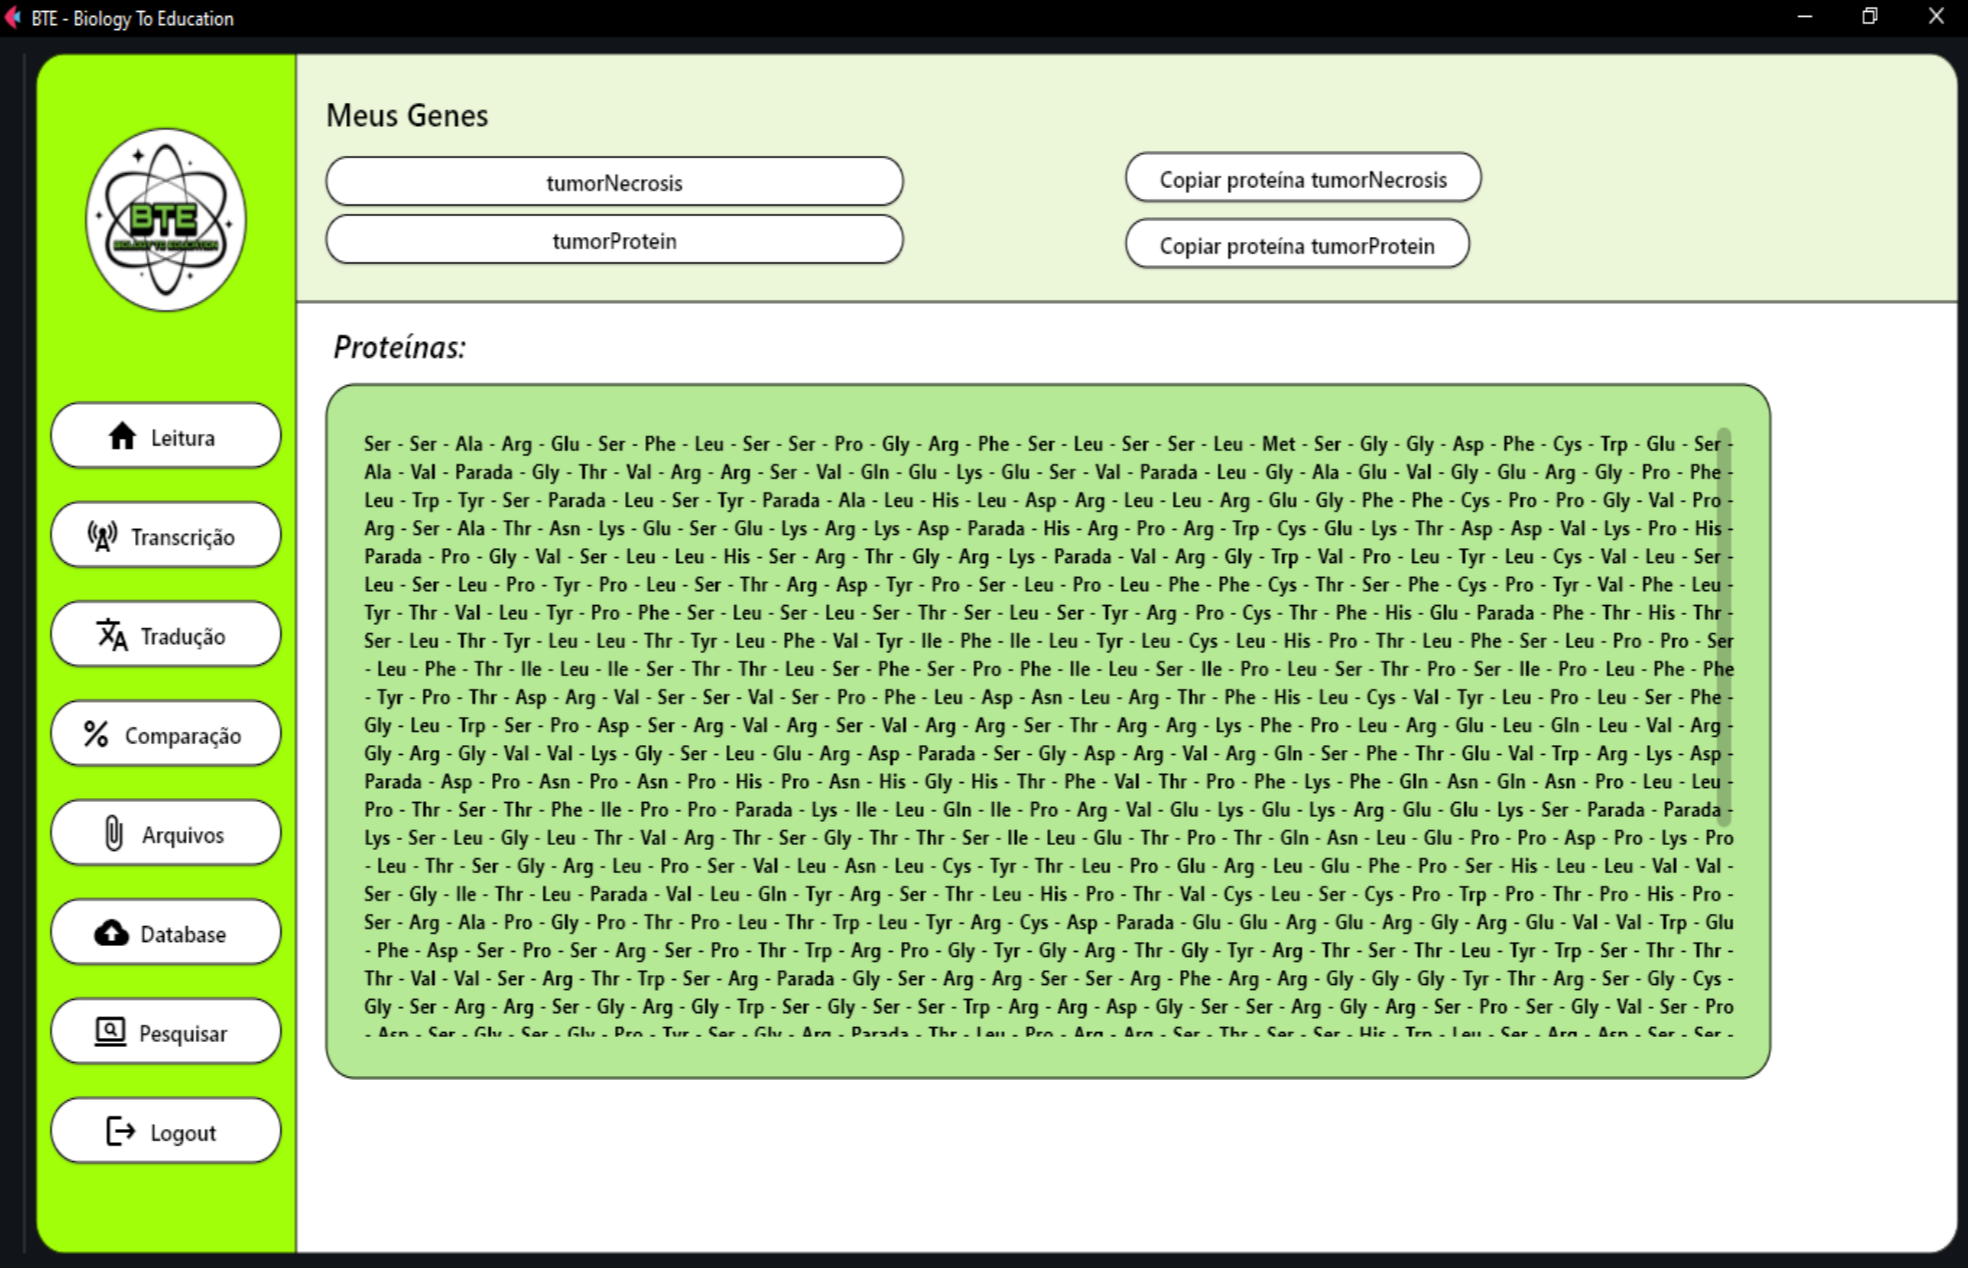 BTE - Biology To Education
BTE
BIOLOGY TO EDUCATION
Leitura
Transcrição
Tradução
Comparação
Arquivos
Database
Pesquisar
Logout
Meus Genes
tumorNecrosis
tumorProtein
Copiar proteína tumorNecrosis
Copiar proteína tumorProtein
Proteínas:
Ser - Ser - Ala - Arg - Glu - Ser - Phe - Leu - Ser - Ser - Pro - Gly - Arg - Phe - Ser - Leu - Ser - Ser - Leu - Met - Ser - Gly - Gly - Asp - Phe - Cys - Trp - Glu - Ser -
Ala - Val - Parada - Gly - Thr - Val - Arg - Arg - Ser - Val - Gln - Glu - Lys - Glu - Ser - Val - Parada - Leu - Gly - Ala - Glu - Val - Gly - Glu - Arg - Gly - Pro - Phe -
Leu - Trp - Tyr - Ser - Parada - Leu - Ser - Tyr - Parada - Ala - Leu - His - Leu - Asp - Arg - Leu - Leu - Arg - Glu - Gly - Phe - Phe - Cys - Pro - Pro - Gly - Val - Pro -
Arg - Ser - Ala - Thr - Asn - Lys - Glu - Ser - Glu - Lys - Arg - Lys - Asp - Parada - His - Arg - Pro - Arg - Trp - Cys - Glu - Lys - Thr - Asp - Asp - Val - Lys - Pro - His -
Parada - Pro - Gly - Val - Ser - Leu - Leu - His - Ser - Arg - Thr - Gly - Arg - Lys - Parada - Val - Arg - Gly - Trp - Val - Pro - Leu - Tyr - Leu - Cys - Val - Leu - Ser -
Leu - Ser - Leu - Pro - Tyr - Pro - Leu - Ser - Thr - Arg - Asp - Tyr - Pro - Ser - Leu - Pro - Leu - Phe - Phe - Cys - Thr - Ser - Phe - Cys - Pro - Tyr - Val - Phe - Leu -
Tyr - Thr - Val - Leu - Tyr - Pro - Phe - Ser - Leu - Ser - Leu - Ser - Thr - Ser - Leu - Ser - Tyr - Arg - Pro - Cys - Thr - Phe - His - Glu - Parada - Phe - Thr - His - Thr -
Ser - Leu - Thr - Tyr - Leu - Leu - Thr - Tyr - Leu - Phe - Val - Tyr - Ile - Phe - Ile - Leu - Tyr - Leu - Cys - Leu - His - Pro - Thr - Leu - Phe - Ser - Leu - Pro - Pro - Ser
- Leu - Phe - Thr - Ile - Leu - Ile - Ser - Thr - Thr - Leu - Ser - Phe - Ser - Pro - Phe - Ile - Leu - Ser - Ile - Pro - Leu - Ser - Thr - Pro - Ser - Ile - Pro - Leu - Phe - Phe
- Tyr - Pro - Thr - Asp - Arg - Val - Ser - Ser - Val - Ser - Pro - Phe - Leu - Asp - Asn - Leu - Arg - Thr - Phe - His - Leu - Cys - Val - Tyr - Leu - Pro - Leu - Ser - Phe -
Gly - Leu - Trp - Ser - Pro - Asp - Ser - Arg - Val - Arg - Ser - Val - Arg - Arg - Ser - Thr - Arg - Arg - Lys - Phe - Pro - Leu - Arg - Glu - Leu - Gln - Leu - Val - Arg -
Gly - Arg - Gly - Val - Val - Lys - Gly - Ser - Leu - Glu - Arg - Asp - Parada - Ser - Gly - Asp - Arg - Val - Arg - Gln - Ser - Phe - Thr - Glu - Val - Trp - Arg - Lys - Asp -
Parada - Asp - Pro - Asn - Pro - Asn - Pro - His - Pro - Asn - His - Gly - His - Thr - Phe - Val - Thr - Pro - Phe - Lys - Phe - Gln - Asn - Gln - Asn - Pro - Leu - Leu -
Pro - Thr - Ser - Thr - Phe - Ile - Pro - Pro - Parada - Lys - Ile - Leu - Gln - Ile - Pro - Arg - Val - Glu - Lys - Glu - Lys - Arg - Glu - Glu - Lys - Ser - Parada - Parada -
Lys - Ser - Leu - Gly - Leu - Thr - Val - Arg - Thr - Ser - Gly - Thr - Thr - Ser - Ile - Leu - Glu - Thr - Pro - Thr - Gln - Asn - Leu - Glu - Pro - Pro - Asp - Pro - Lys - Pro
- Leu - Thr - Ser - Gly - Arg - Leu - Pro - Ser - Val - Leu - Asn - Leu - Cys - Tyr - Thr - Leu - Pro - Glu - Arg - Leu - Glu - Phe - Pro - Ser - His - Leu - Leu - Val - Val -
Ser - Gly - Ile - Thr - Leu - Parada - Val - Leu - Gln - Tyr - Arg - Ser - Thr - Leu - His - Pro - Thr - Val - Cys - Leu - Ser - Cys - Pro - Trp - Pro - Thr - Pro - His - Pro -
Ser - Arg - Ala - Pro - Gly - Pro - Thr - Pro - Leu - Thr - Trp - Leu - Tyr - Arg - Cys - Asp - Parada - Glu - Glu - Arg - Glu - Arg - Gly - Arg - Glu - Val - Val - Trp - Glu
- Phe - Asp - Ser - Pro - Ser - Arg - Ser - Pro - Thr - Trp - Arg - Pro - Gly - Tyr - Gly - Arg - Thr - Gly - Tyr - Arg - Thr - Ser - Thr - Leu - Tyr - Trp - Ser - Thr - Thr -
Thr - Val - Val - Ser - Arg - Thr - Trp - Ser - Arg - Parada - Gly - Ser - Arg - Arg - Ser - Ser - Arg - Phe - Arg - Arg - Gly - Gly - Gly - Tyr - Thr - Arg - Ser - Gly - Cys -
Gly - Ser - Arg - Arg - Ser - Gly - Arg - Gly - Trp - Ser - Gly - Ser - Ser - Trp - Arg - Arg - Asp - Gly - Ser - Ser - Arg - Gly - Arg - Ser - Pro - Ser - Gly - Val - Ser - Pro
- Asp - Ser - Gly - Ser - Gly - Pro - Tyr - Ser - Gly - Arg - Parada - Thr - Leu - Pro - Arg - Arg - Ser - Thr - Ser - Ser - His - Trp - Leu - Ser - Arg - Asp - Ser - Ser -